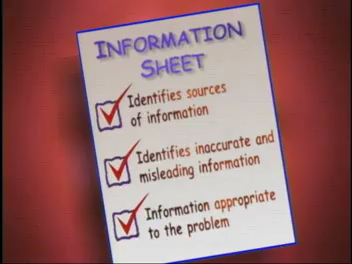 INFORMATION
SHEET
Identifies sources
of information
Identifies inaccurate and
misleading information
Information appropriate
to the problem